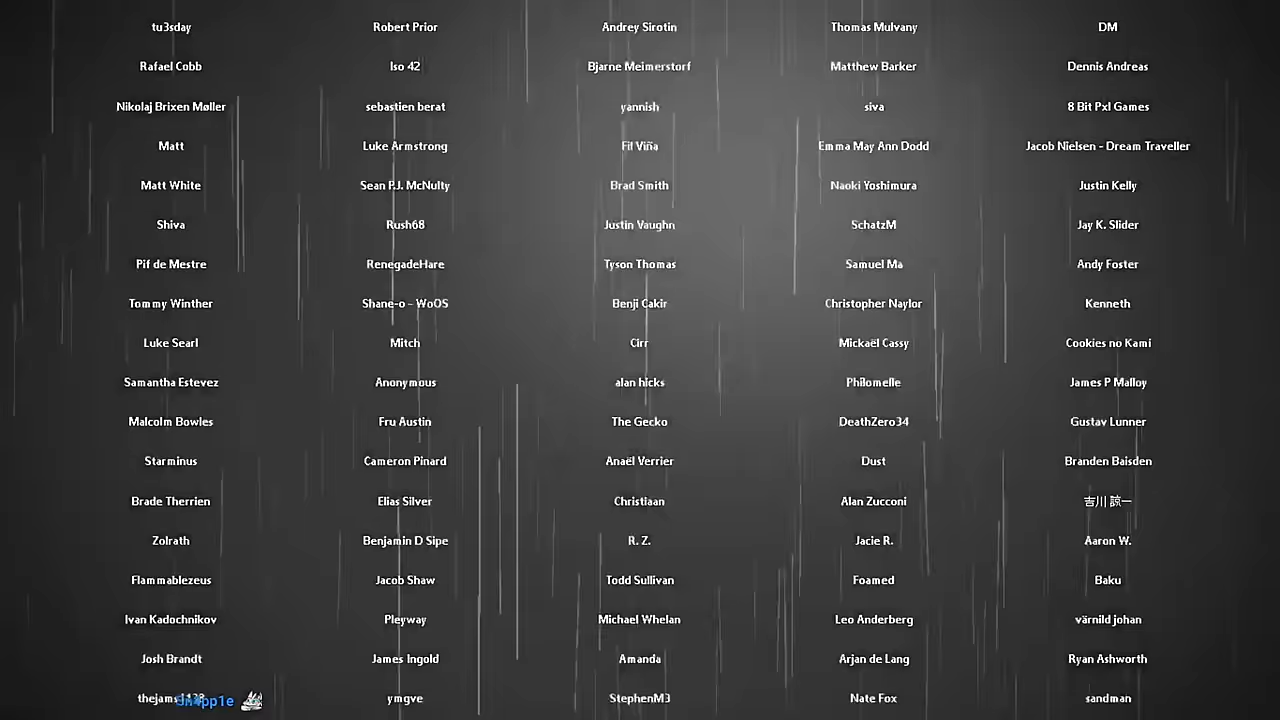 tu3sday Robert Prior Andrey Sirotin Thomas Mulvany DM
Rafael Cobb Iso 42 Bjarne Meimerstorf Matthew Barker Dennis Andreas
Nikolaj Brixen Møller sebastien berat yannish siva 8 Bit Pxl Games
Matt Luke Armstrong Fil Viña Emma May Ann Dodd Jacob Nielsen - Dream Traveller
Matt White Sean P.J. McNulty Brad Smith Naoki Yoshimura Justin Kelly
Shiva Rush68 Justin Vaughn SchatzM Jay K. Slider
Pif de Mestre RenegadeHare Tyson Thomas Samuel Ma Andy Foster
Tommy Winther Shane-o - WoOS Benji Cakir Christopher Naylor Kenneth
Luke Searl Mitch Cirr Mickaël Cassy Cookies no Kami
Samantha Estevez Anonymous alan hicks Philomelle James P Malloy
Malcolm Bowles Fru Austin The Gecko DeathZero34 Gustav Lunner
Starminus Cameron Pinard Anaël Verrier Dust Branden Baisden
Brade Therrien Elias Silver Christiaan Alan Zucconi 吉川 諒一
Zolrath Benjamin D Sipe R. Z. Jacie R. Aaron W.
Flammablezeus Jacob Shaw Todd Sullivan Foamed Baku
Ivan Kadochnikov Pleyway Michael Whelan Leo Anderberg värnild johan
Josh Brandt James Ingold Amanda Arjan de Lang Ryan Ashworth
ymgve StephenM3 Nate Fox sandman